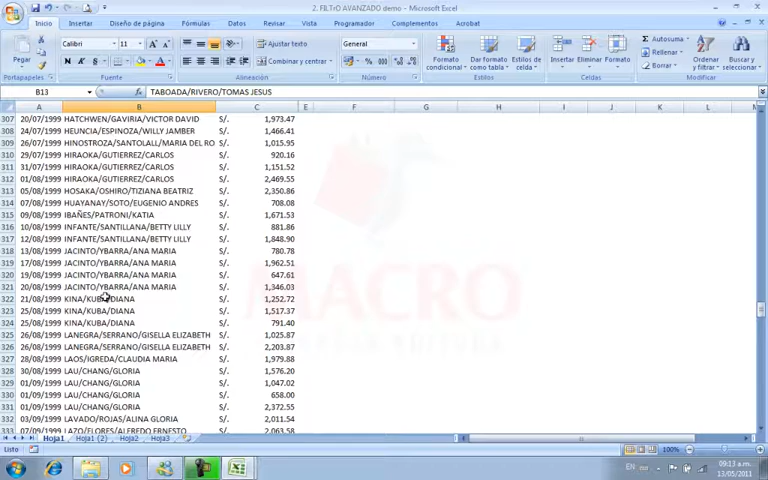 2. FILTrO AVANZADO demo - Microsoft Excel
Inicio Insertar Diseño de página Fórmulas Datos Revisar Vista Programador Complementos Acrobat
Pegar
Portapapeles
Calibri 11
N K S
Fuente
Ajustar texto
Combinar y centrar
Alineación
General
% 000
Número
Formato condicional
Dar formato como tabla
Estilos de celda
Estilos
Insertar Eliminar Formato
Celdas
Autosuma
Rellenar
Borrar
Ordenar y filtrar
Buscar y
Modificar
B13 fx TABOADA/RIVERO/TOMAS JESUS
A B C E F G H I J K L
307 20/07/1999 HATCHWEN/GAVIRIA/VICTOR DAVID S/. 1,973.47
308 24/07/1999 HEUNCIA/ESPINOZA/WILLY JAMBER S/. 1,466.41
309 26/07/1999 HINOSTROZA/SANTOLALL/MARIA DEL RO S/. 1,015.95
310 29/07/1999 HIRAOKA/GUTIERREZ/CARLOS S/. 920.16
311 31/07/1999 HIRAOKA/GUTIERREZ/CARLOS S/. 1,151.52
312 01/08/1999 HIRAOKA/GUTIERREZ/CARLOS S/. 2,469.55
313 05/08/1999 HOSAKA/OSHIRO/TIZIANA BEATRIZ S/. 2,350.86
314 07/08/1999 HUAYANAY/SOTO/EUGENIO ANDRES S/. 708.08
315 09/08/1999 IBAÑES/PATRONI/KATIA S/. 1,671.53
316 10/08/1999 INFANTE/SANTILLANA/BETTY LILLY S/. 881.86
317 12/08/1999 INFANTE/SANTILLANA/BETTY LILLY S/. 1,848.90
318 13/08/1999 JACINTO/YBARRA/ANA MARIA S/. 780.78
319 17/08/1999 JACINTO/YBARRA/ANA MARIA S/. 1,962.51
320 19/08/1999 JACINTO/YBARRA/ANA MARIA S/. 647.61
321 20/08/1999 JACINTO/YBARRA/ANA MARIA S/. 1,346.03
322 21/08/1999 KINA/KUBA/DIANA S/. 1,252.72
323 25/08/1999 KINA/KUBA/DIANA S/. 1,517.37
324 25/08/1999 KINA/KUBA/DIANA S/. 791.40
325 26/08/1999 LANEGRA/SERRANO/GISELLA ELIZABETH S/. 1,025.87
326 26/08/1999 LANEGRA/SERRANO/GISELLA ELIZABETH S/. 2,203.87
327 28/08/1999 LAOS/IGREDA/CLAUDIA MARIA S/. 1,979.88
328 30/08/1999 LAU/CHANG/GLORIA S/. 1,576.20
329 01/09/1999 LAU/CHANG/GLORIA S/. 1,047.02
330 01/09/1999 LAU/CHANG/GLORIA S/. 658.00
331 01/09/1999 LAU/CHANG/GLORIA S/. 2,372.55
332 03/09/1999 LAVADO/ROJAS/ALINA GLORIA S/. 2,011.54
333 07/09/1999 LAZO/FLORES/ALFREDO ERNESTO S/. 2,063.58
MACRO
Hoja1 Hoja1 (2) Hoja2 Hoja3
Listo 100%
EN
09:13 a.m.
13/05/2011